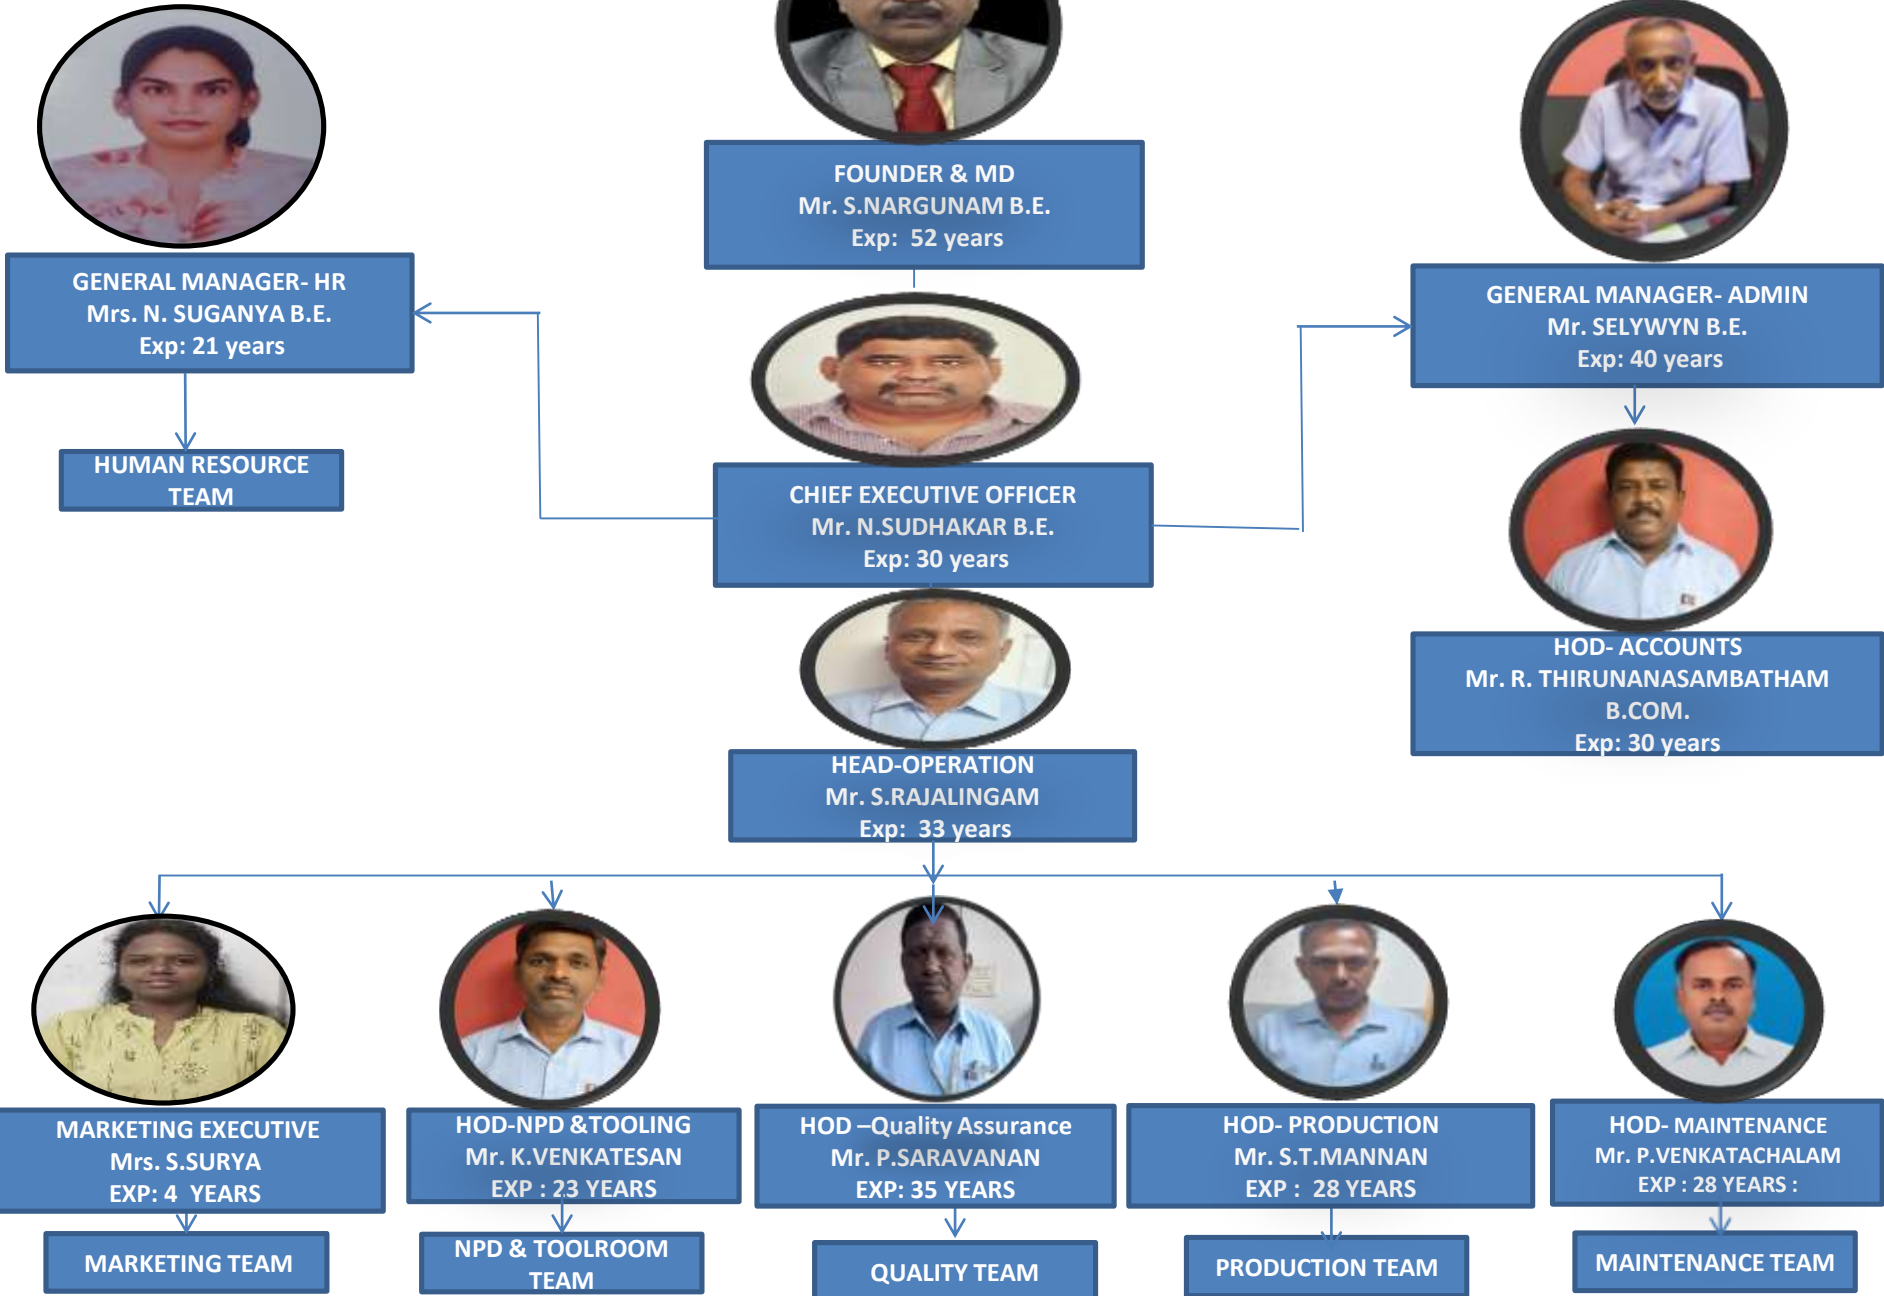 FOUNDER & MD
Mr. S.NARGUNAM B.E.
Exp: 52 years
GENERAL MANAGER- HR
Mrs. N. SUGANYA B.E.
Exp: 21 years
GENERAL MANAGER- ADMIN
Mr. SELYWYN B.E.
Exp: 40 years
HUMAN RESOURCE
TEAM
CHIEF EXECUTIVE OFFICER
Mr. N.SUDHAKAR B.E.
Exp: 30 years
HOD- ACCOUNTS
Mr. R. THIRUNANASAMBATHAM
B.COM.
Exp: 30 years
HEAD-OPERATION
Mr. S.RAJALINGAM
Exp: 33 years
MARKETING EXECUTIVE
Mrs. S.SURYA
EXP: 4 YEARS
HOD-NPD &TOOLING
Mr. K.VENKATESAN
EXP : 23 YEARS
HOD –Quality Assurance
Mr. P.SARAVANAN
EXP: 35 YEARS
HOD- PRODUCTION
Mr. S.T.MANNAN
EXP : 28 YEARS
HOD- MAINTENANCE
Mr. P.VENKATACHALAM
EXP : 28 YEARS :
MARKETING TEAM
NPD & TOOLROOM
TEAM
QUALITY TEAM
PRODUCTION TEAM
MAINTENANCE TEAM